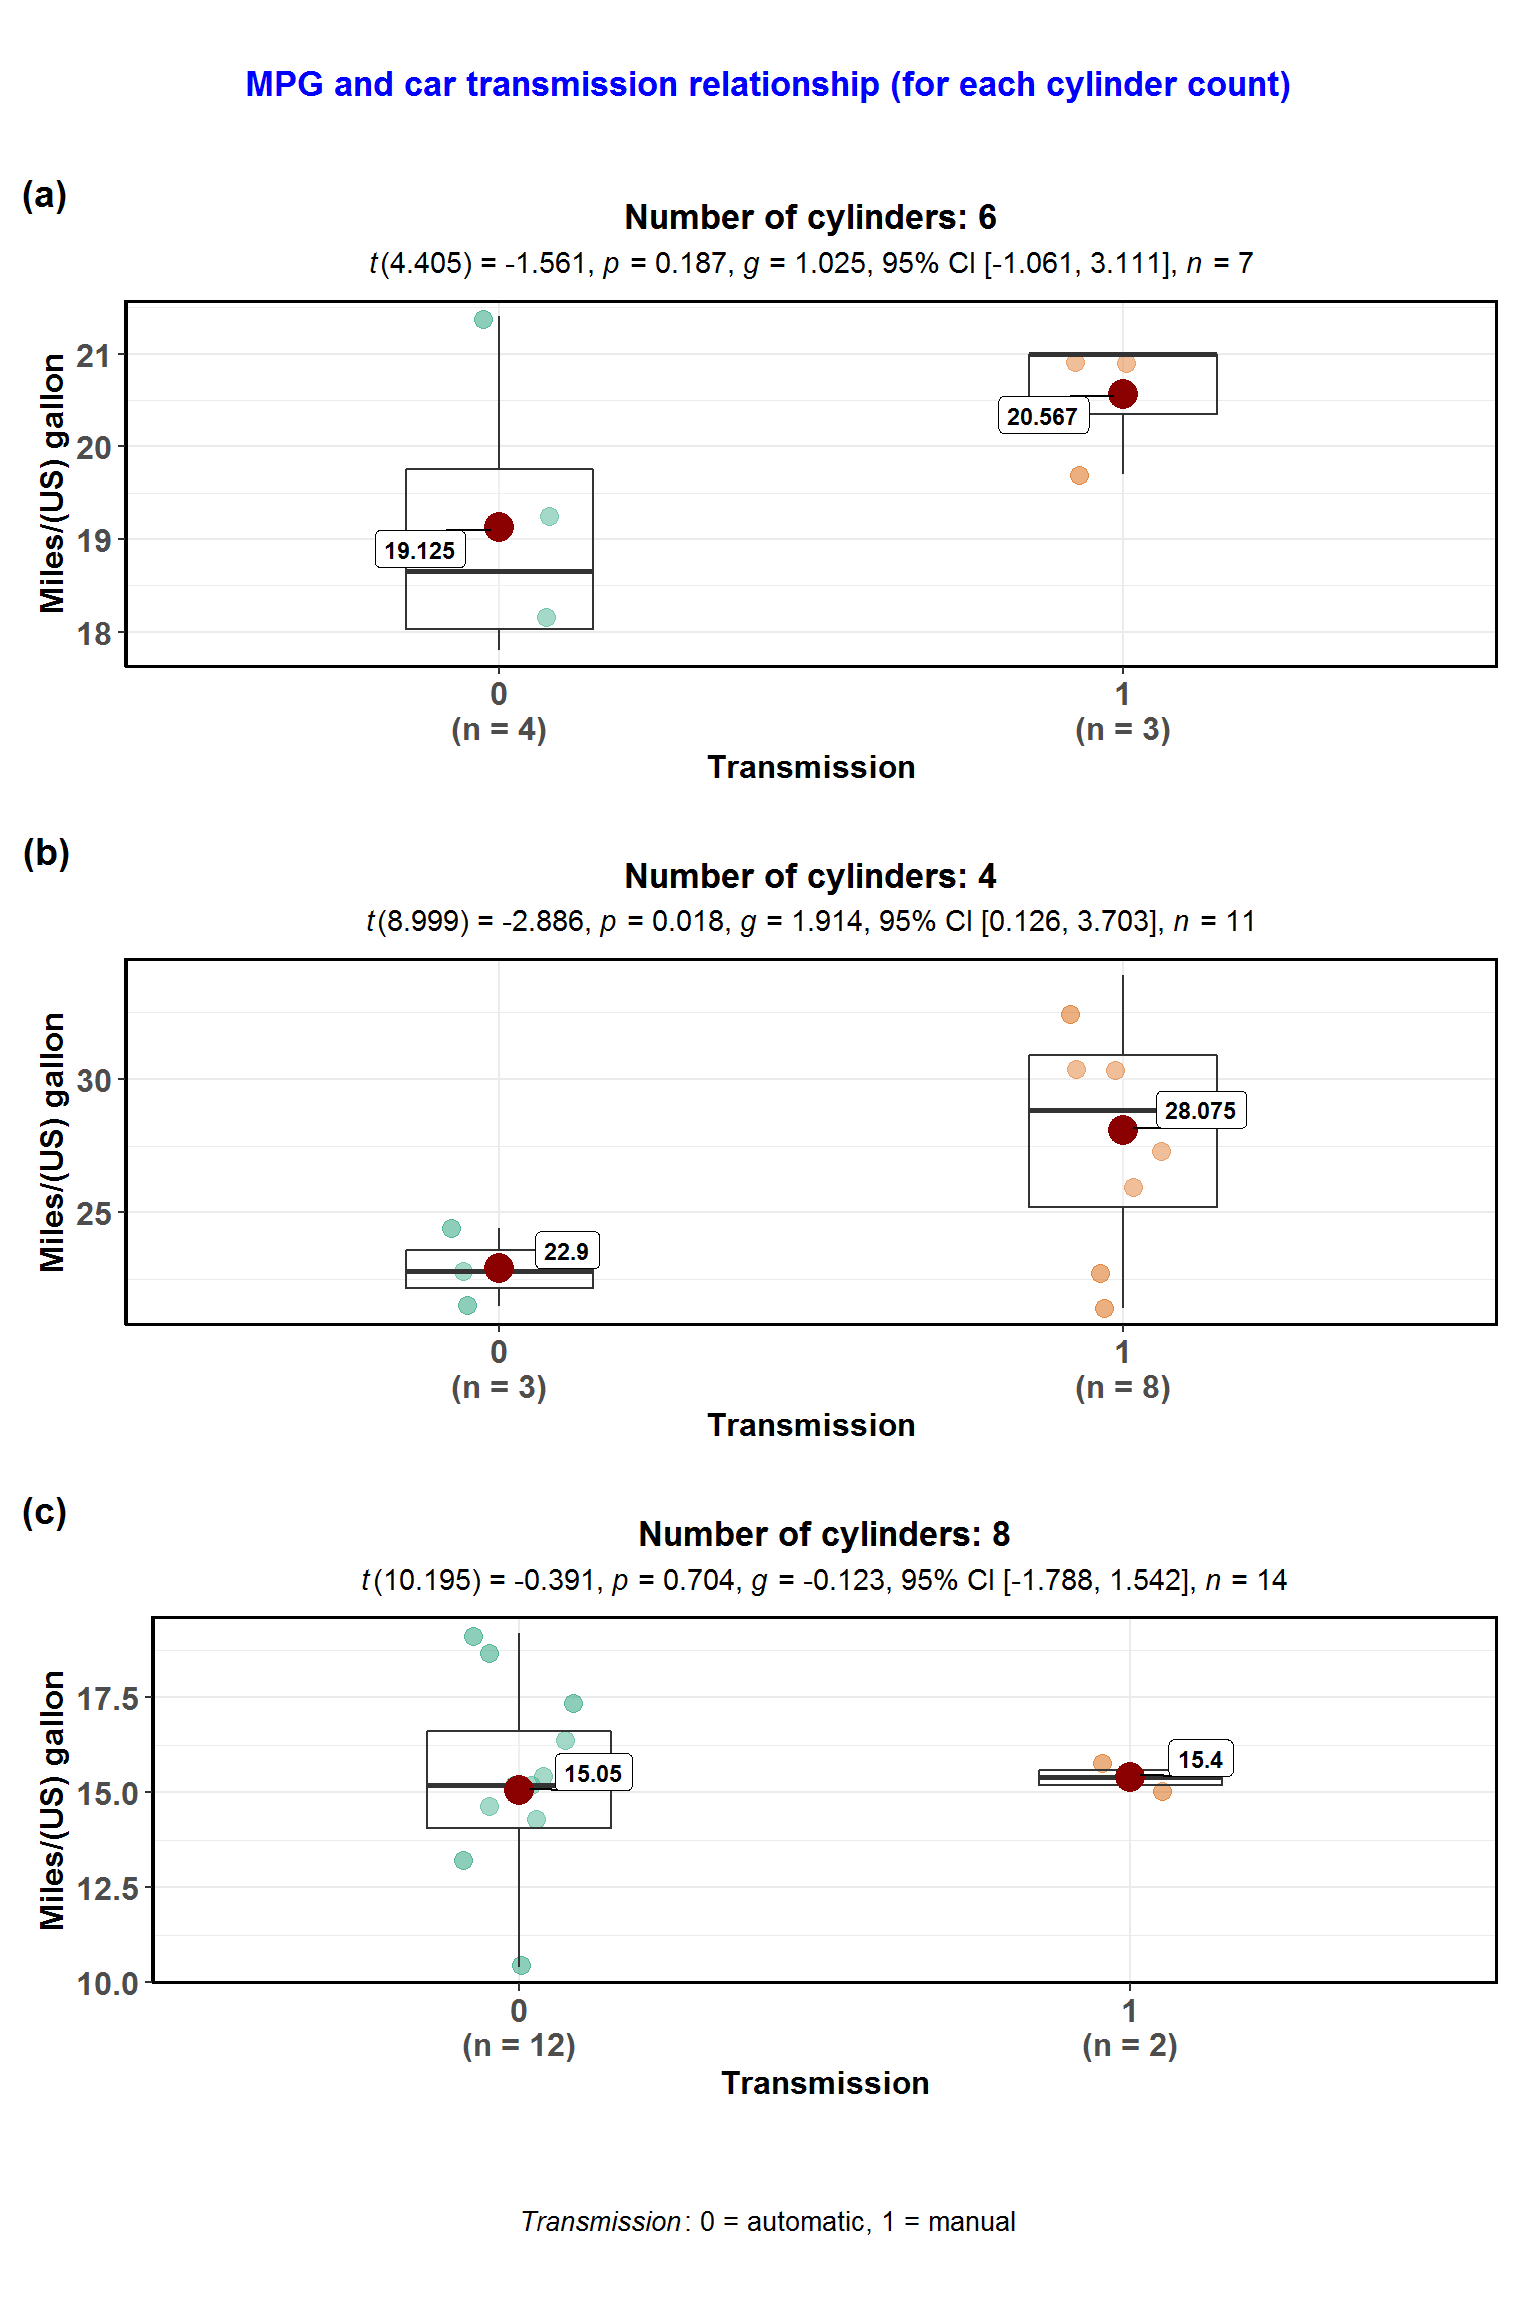 MPG and car transmission relationship (for each cylinder count)
(a)
Number of cylinders: 6
t(4.405) = -1.561, p = 0.187, g = 1.025, 95% CI [-1.061, 3.111], n = 7
Miles/(US) gallon
21
20
19
18
19.125
20.567
0
(n = 4)
1
(n = 3)
Transmission
(b)
Number of cylinders: 4
t(8.999) = -2.886, p = 0.018, g = 1.914, 95% CI [0.126, 3.703], n = 11
Miles/(US) gallon
30
25
22.9
28.075
0
(n = 3)
1
(n = 8)
Transmission
(c)
Number of cylinders: 8
t(10.195) = -0.391, p = 0.704, g = -0.123, 95% CI [-1.788, 1.542], n = 14
Miles/(US) gallon
17.5
15.0
12.5
10.0
15.05
15.4
0
(n = 12)
1
(n = 2)
Transmission
Transmission: 0 = automatic, 1 = manual